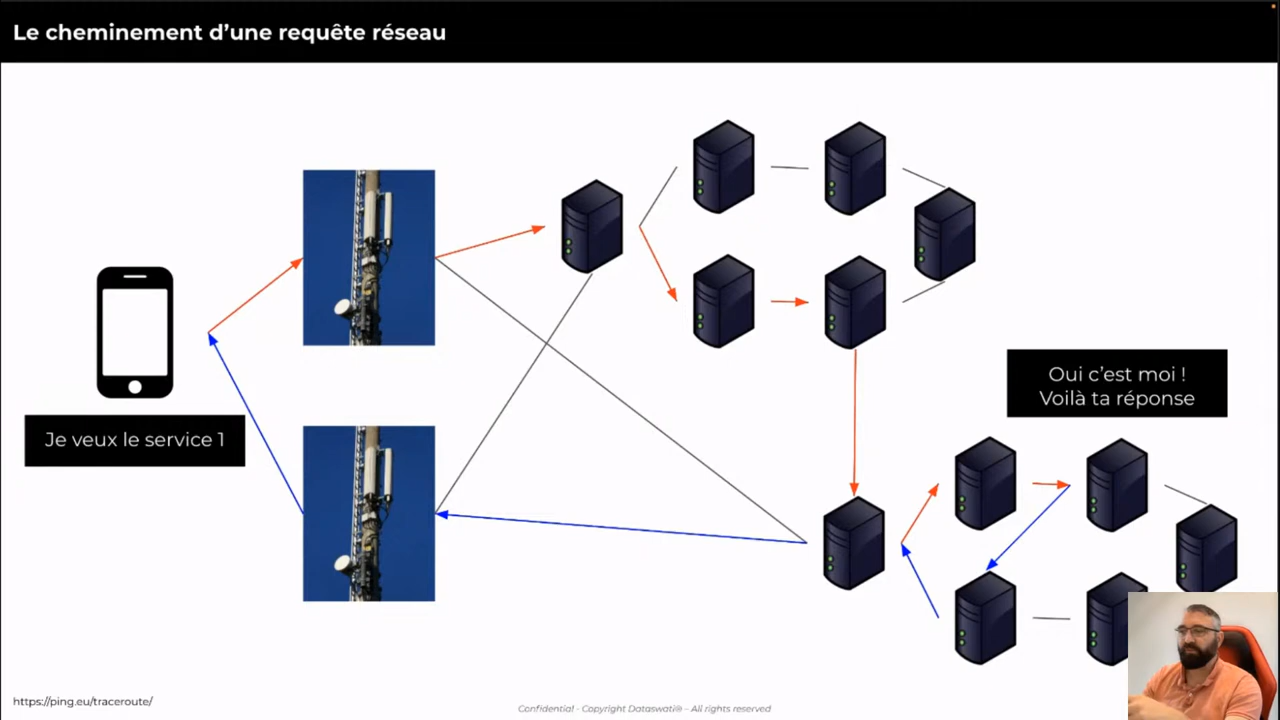 Le cheminement d’une requête réseau
Oui c’est moi !
Voilà ta réponse
Je veux le service 1
https://ping.eu/traceroute/
Confidential - Copyright Dataswati® - All rights reserved